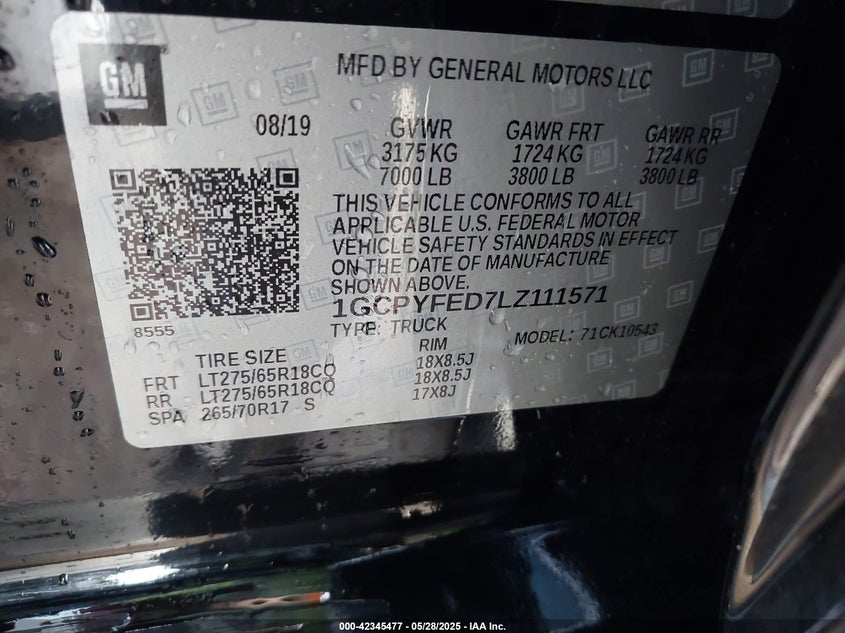 GM
MFD BY GENERAL MOTORS LLC
08/19
GVWR GAWR FRT GAWR RR
3175 KG 1724 KG 1724 KG
7000 LB 3800 LB 3800 LB
THIS VEHICLE CONFORMS TO ALL
APPLICABLE U.S. FEDERAL MOTOR
VEHICLE SAFETY STANDARDS IN EFFECT
ON THE DATE OF MANUFACTURE
SHOWN ABOVE.
1GCPYFED7LZ111571
8555
TYPE: TRUCK MODEL: 71CK10543
TIRE SIZE RIM
FRT LT275/65R18CQ 18X8.5J
RR LT275/65R18CQ 18X8.5J
SPA 265/70R17 S 17X8J
000-42345477 — 05/28/2025 — IAA Inc.